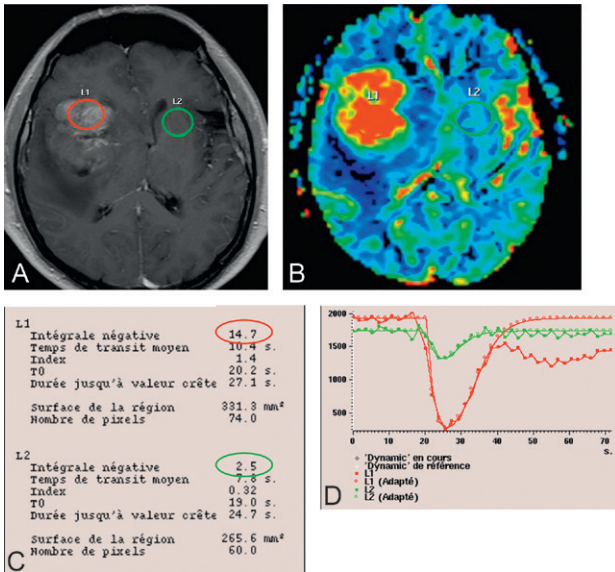 L1
L2
A
L1
L2
B
L1
Intégrale négative 14.7
Temps de transit moyen 10.4 s.
Index 1.4
T0 20.2 s.
Durée jusqu'à valeur crête 27.1 s.
Surface de la région 331.3 mm²
Nombre de pixels 74.0
L2
Intégrale négative 2.5
Temps de transit moyen 7.8 s.
Index 0.32
T0 19.0 s.
Durée jusqu'à valeur crête 24.7 s.
Surface de la région 265.6 mm²
Nombre de pixels 60.0
C
2000
1500
1000
500
0 10 20 30 40 50 60 70
s.
'Dynamic' en cours
'Dynamic' de référence
L1
L1 (Adapté)
L2
L2 (Adapté)
D